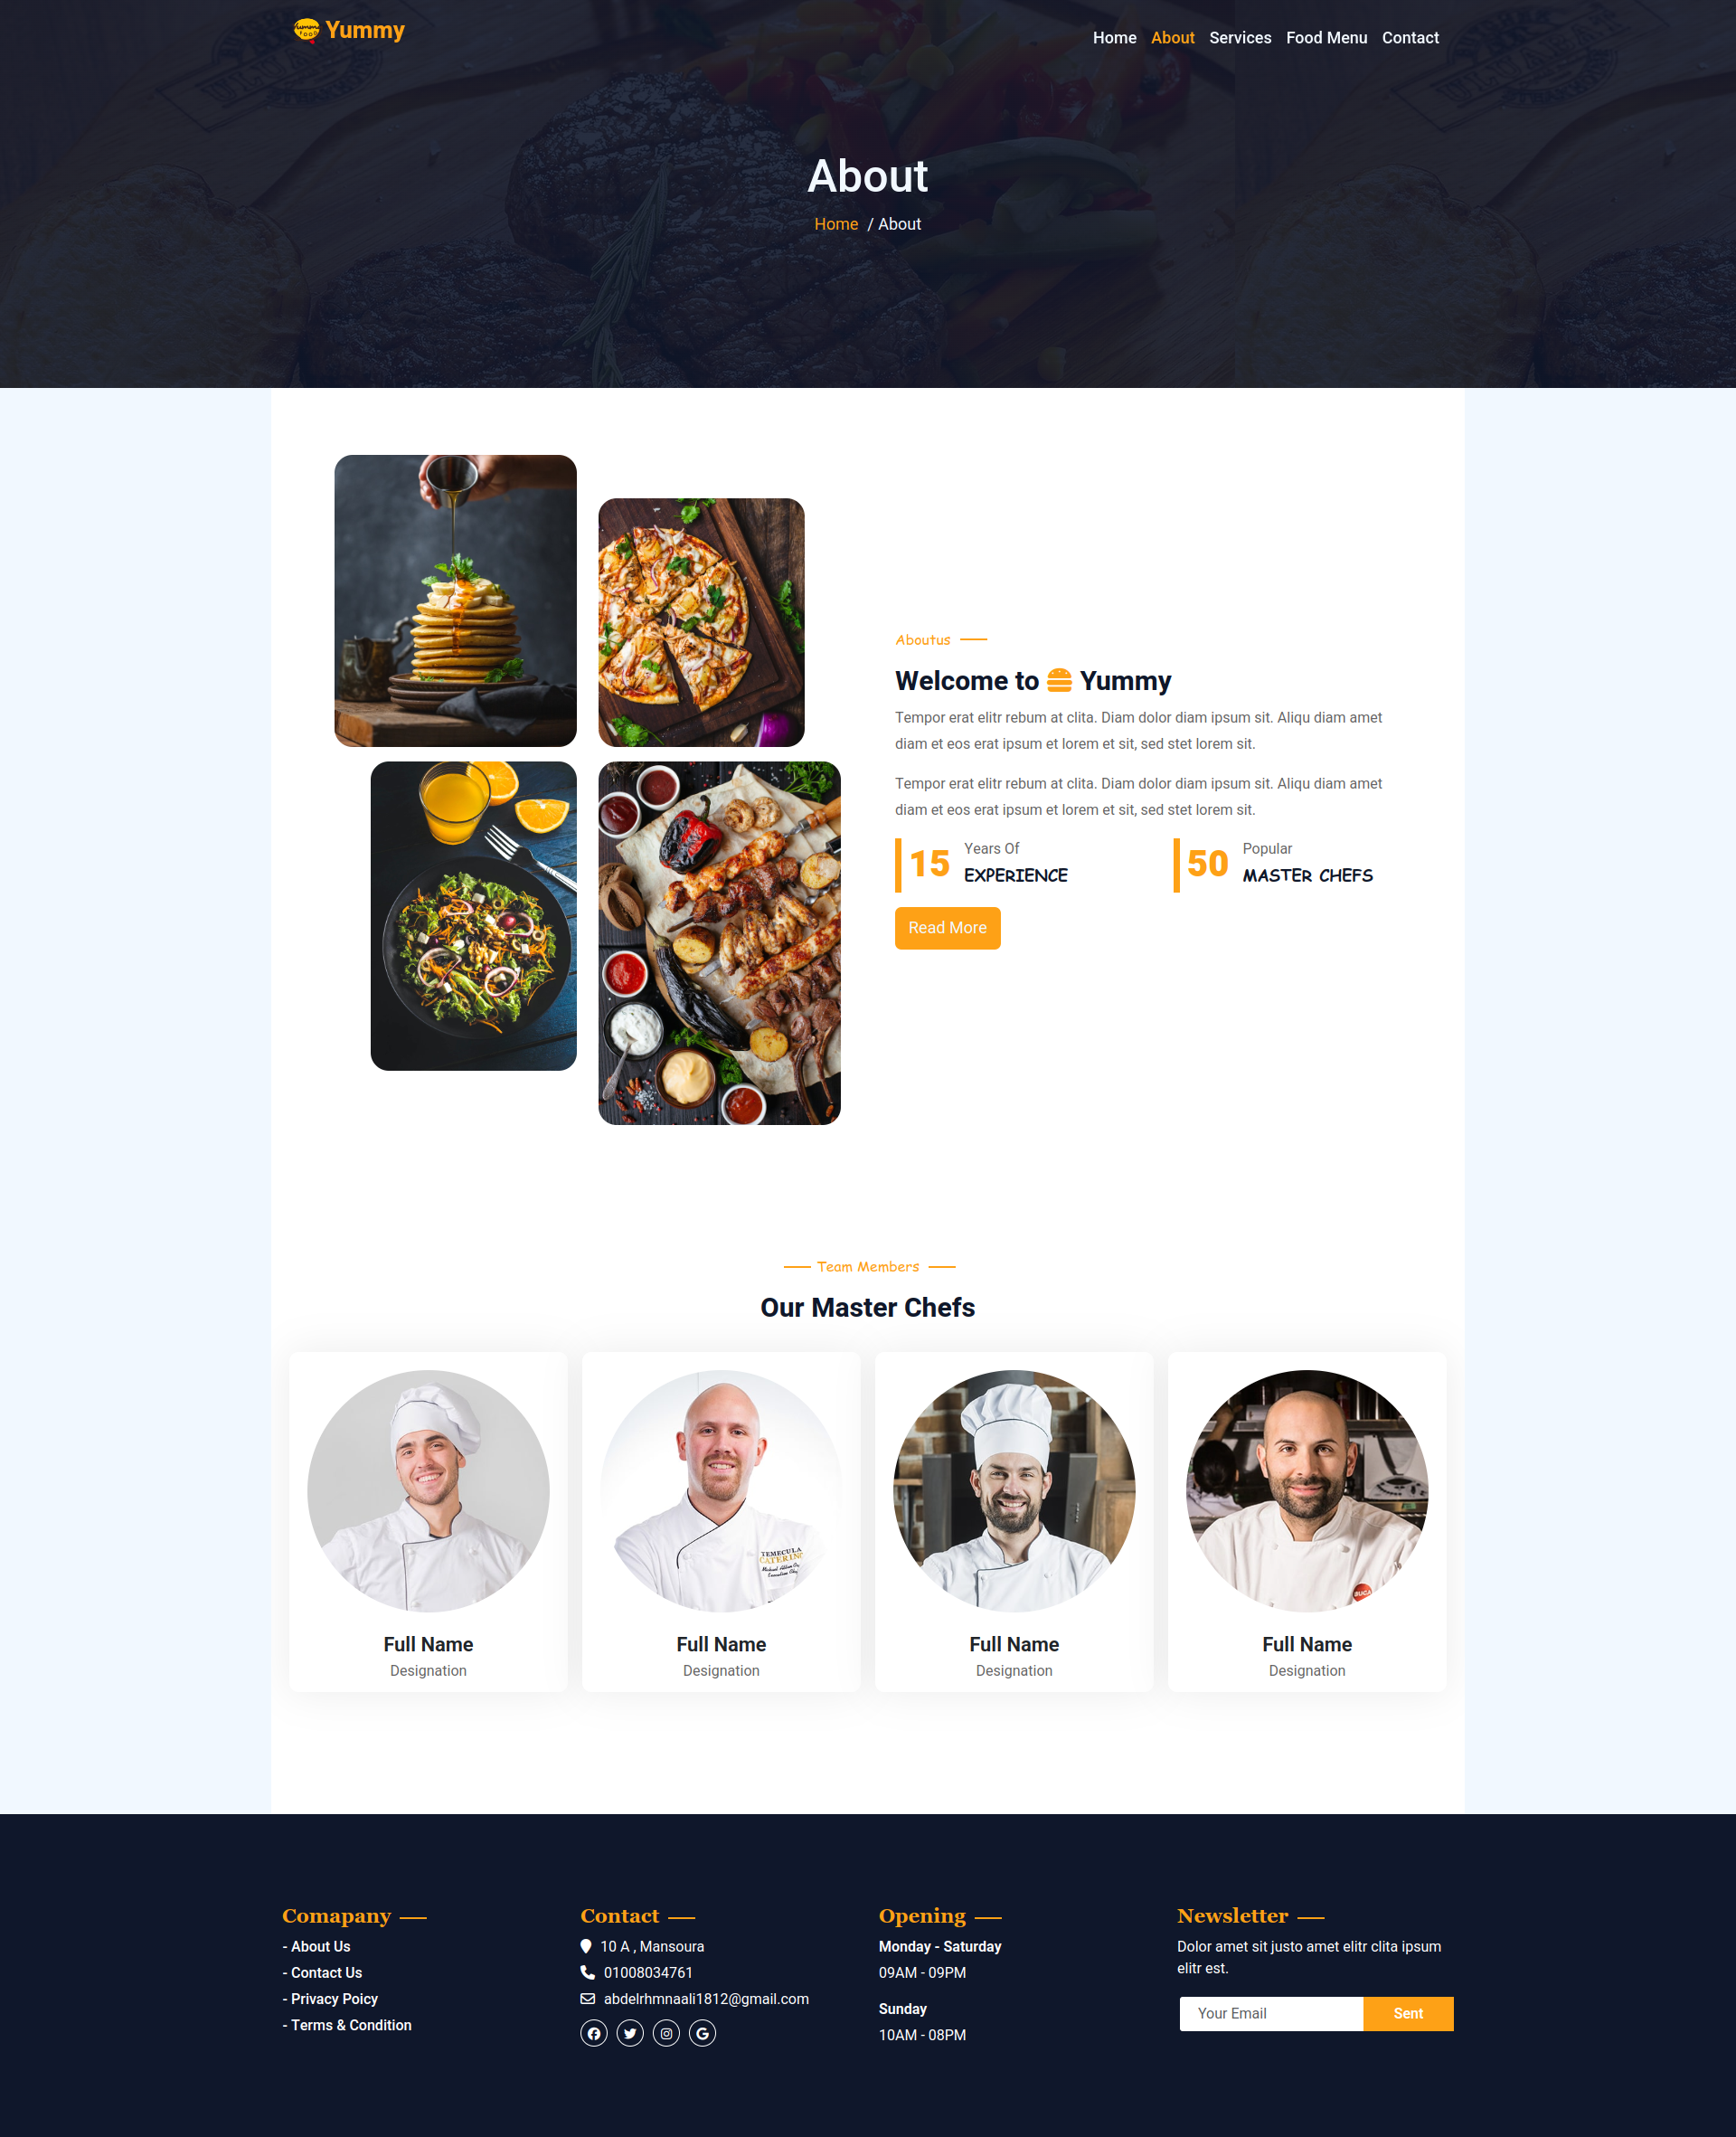 Yummy
Home About Services Food Menu Contact
About
Home / About
Aboutus
Welcome to Yummy
Tempor erat elitr rebum at clita. Diam dolor diam ipsum sit. Aliqu diam amet
diam et eos erat ipsum et lorem et sit, sed stet lorem sit.
Tempor erat elitr rebum at clita. Diam dolor diam ipsum sit. Aliqu diam amet
diam et eos erat ipsum et lorem et sit, sed stet lorem sit.
15 Years Of
EXPERIENCE
50 Popular
MASTER CHEFS
Read More
Team Members
Our Master Chefs
TEMECULA
CATERING
Full Name
Designation
Full Name
Designation
Full Name
Designation
Full Name
Designation
Comapany
- About Us
- Contact Us
- Privacy Poicy
- Terms & Condition
Contact
10 A , Mansoura
01008034761
abdelrhmnaali1812@gmail.com
Opening
Monday - Saturday
09AM - 09PM
Sunday
10AM - 08PM
Newsletter
Dolor amet sit justo amet elitr clita ipsum
elitr est.
Your Email
Sent